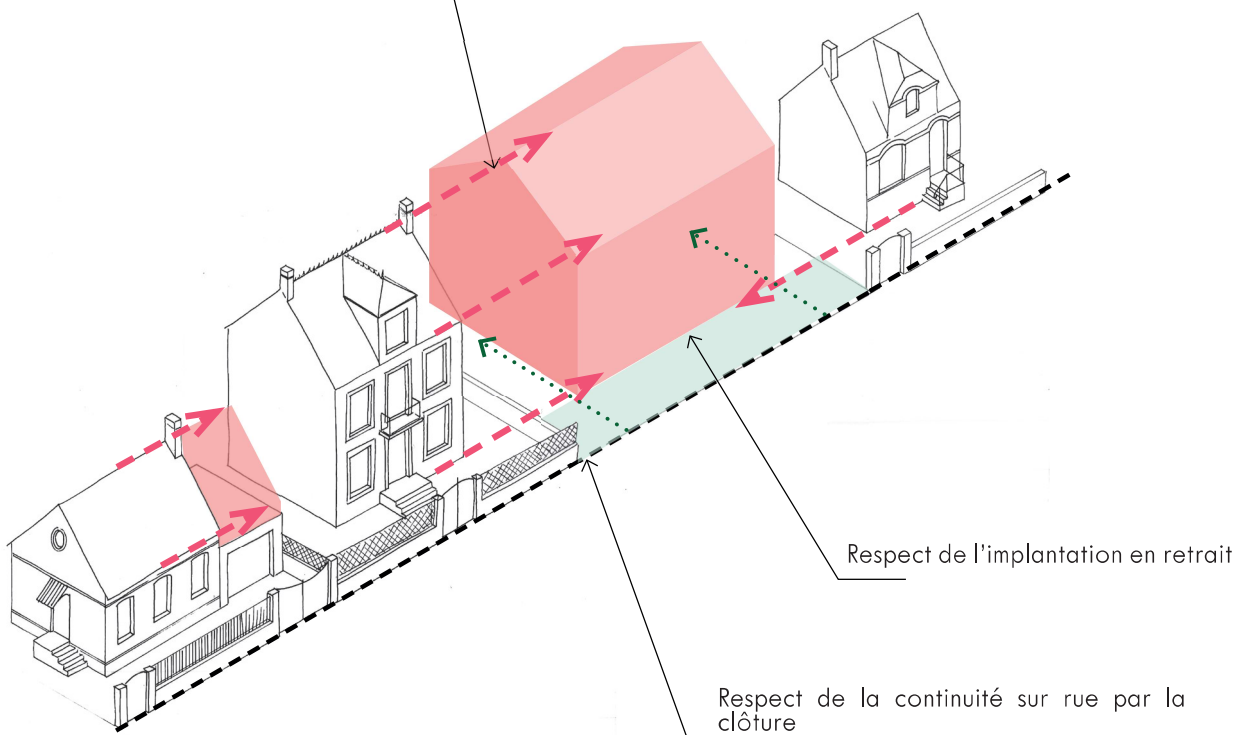 Respect de l'implantation en retrait
Respect de la continuité sur rue par la
clôture